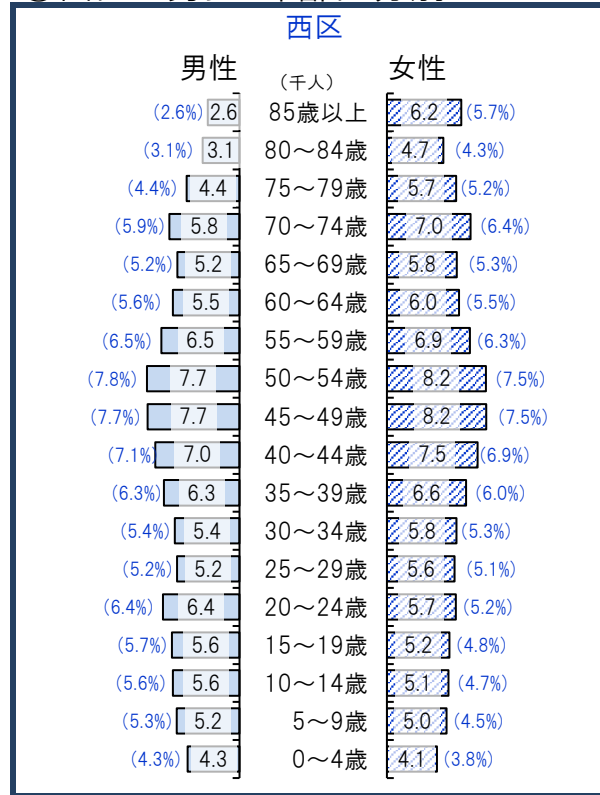 西区
男性 (千人) 女性
(2.6%) 2.6 85歳以上 6.2 (5.7%)
(3.1%) 3.1 80～84歳 4.7 (4.3%)
(4.4%) 4.4 75～79歳 5.7 (5.2%)
(5.9%) 5.8 70～74歳 7.0 (6.4%)
(5.2%) 5.2 65～69歳 5.8 (5.3%)
(5.6%) 5.5 60～64歳 6.0 (5.5%)
(6.5%) 6.5 55～59歳 6.9 (6.3%)
(7.8%) 7.7 50～54歳 8.2 (7.5%)
(7.7%) 7.7 45～49歳 8.2 (7.5%)
(7.1%) 7.0 40～44歳 7.5 (6.9%)
(6.3%) 6.3 35～39歳 6.6 (6.0%)
(5.4%) 5.4 30～34歳 5.8 (5.3%)
(5.2%) 5.2 25～29歳 5.6 (5.1%)
(6.4%) 6.4 20～24歳 5.7 (5.2%)
(5.7%) 5.6 15～19歳 5.2 (4.8%)
(5.6%) 5.6 10～14歳 5.1 (4.7%)
(5.3%) 5.2 5～9歳 5.0 (4.5%)
(4.3%) 4.3 0～4歳 4.1 (3.8%)